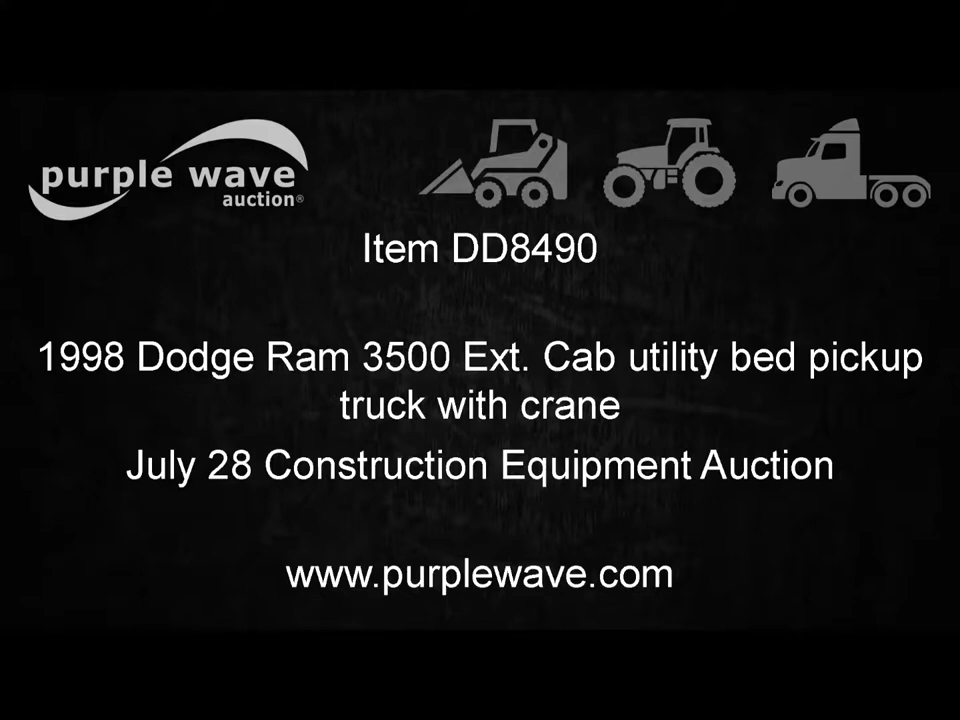 purple wave
auction®
Item DD8490
1998 Dodge Ram 3500 Ext. Cab utility bed pickup
truck with crane
July 28 Construction Equipment Auction
www.purplewave.com